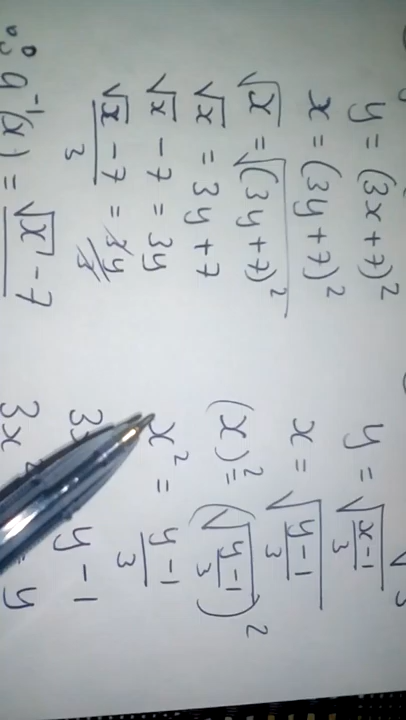 y = (3x + 7)²
x = (3y + 7)²
√x = √(3y + 7)²
√x = 3y + 7
√x - 7 = 3y
(√x - 7)/3 = 3y/3
∴ g⁻¹(x) = √x - 7
y = √((x - 1)/3)
x = √((y - 1)/3)
(x)² = (√((y - 1)/3))²
x² = (y - 1)/3
y - 1
3x
y